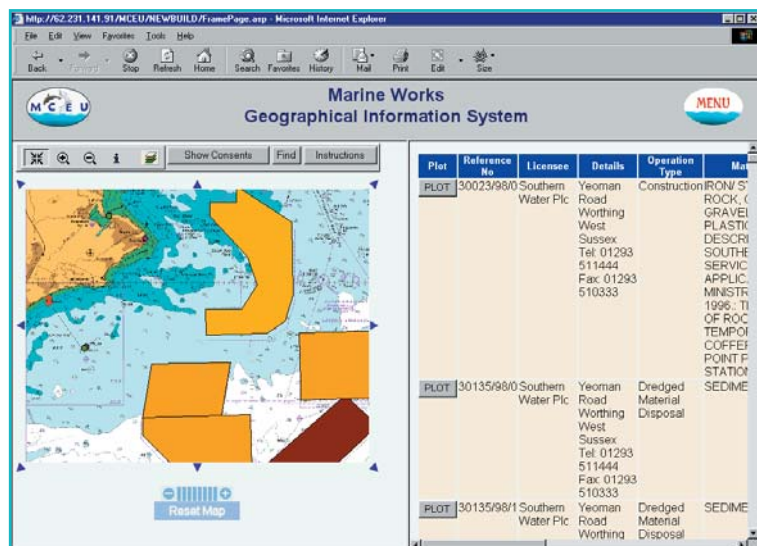 http://62.231.141.91/MCEU/NEWBUILD/FramePage.asp - Microsoft Internet Explorer
File Edit View Favorites Tools Help
Back Forward Stop Refresh Home Search Favorites History Mail Print Edit Size
MCEU
Marine Works
Geographical Information System
MENU
Show Consents Find Instructions
Reset Map
Plot Reference No Licensee Details Operation Type Mat
PLOT 30023/98/0 Southern Construction IRON/ ST
Water Plc
Yeoman
Road
Worthing
West
Sussex
Tel: 01293
511444
Fax: 01293
510333
ROCK, C
GRAVEL
PLASTIC
DESCRI
SOUTHE
SERVIC
APPLIC
MINISTR
1996.: TI
OF ROC
TEMPOR
COFFER
POINT P
STATION
PLOT 30135/98/0 Southern
Water Plc
Yeoman
Road
Worthing
West
Sussex
Tel: 01293
511444
Fax: 01293
510333
Dredged
Material
Disposal
SEDIME
PLOT 30135/98/1 Southern
Water Plc
Yeoman
Road
Worthing
Dredged
Material
Disposal
SEDIME